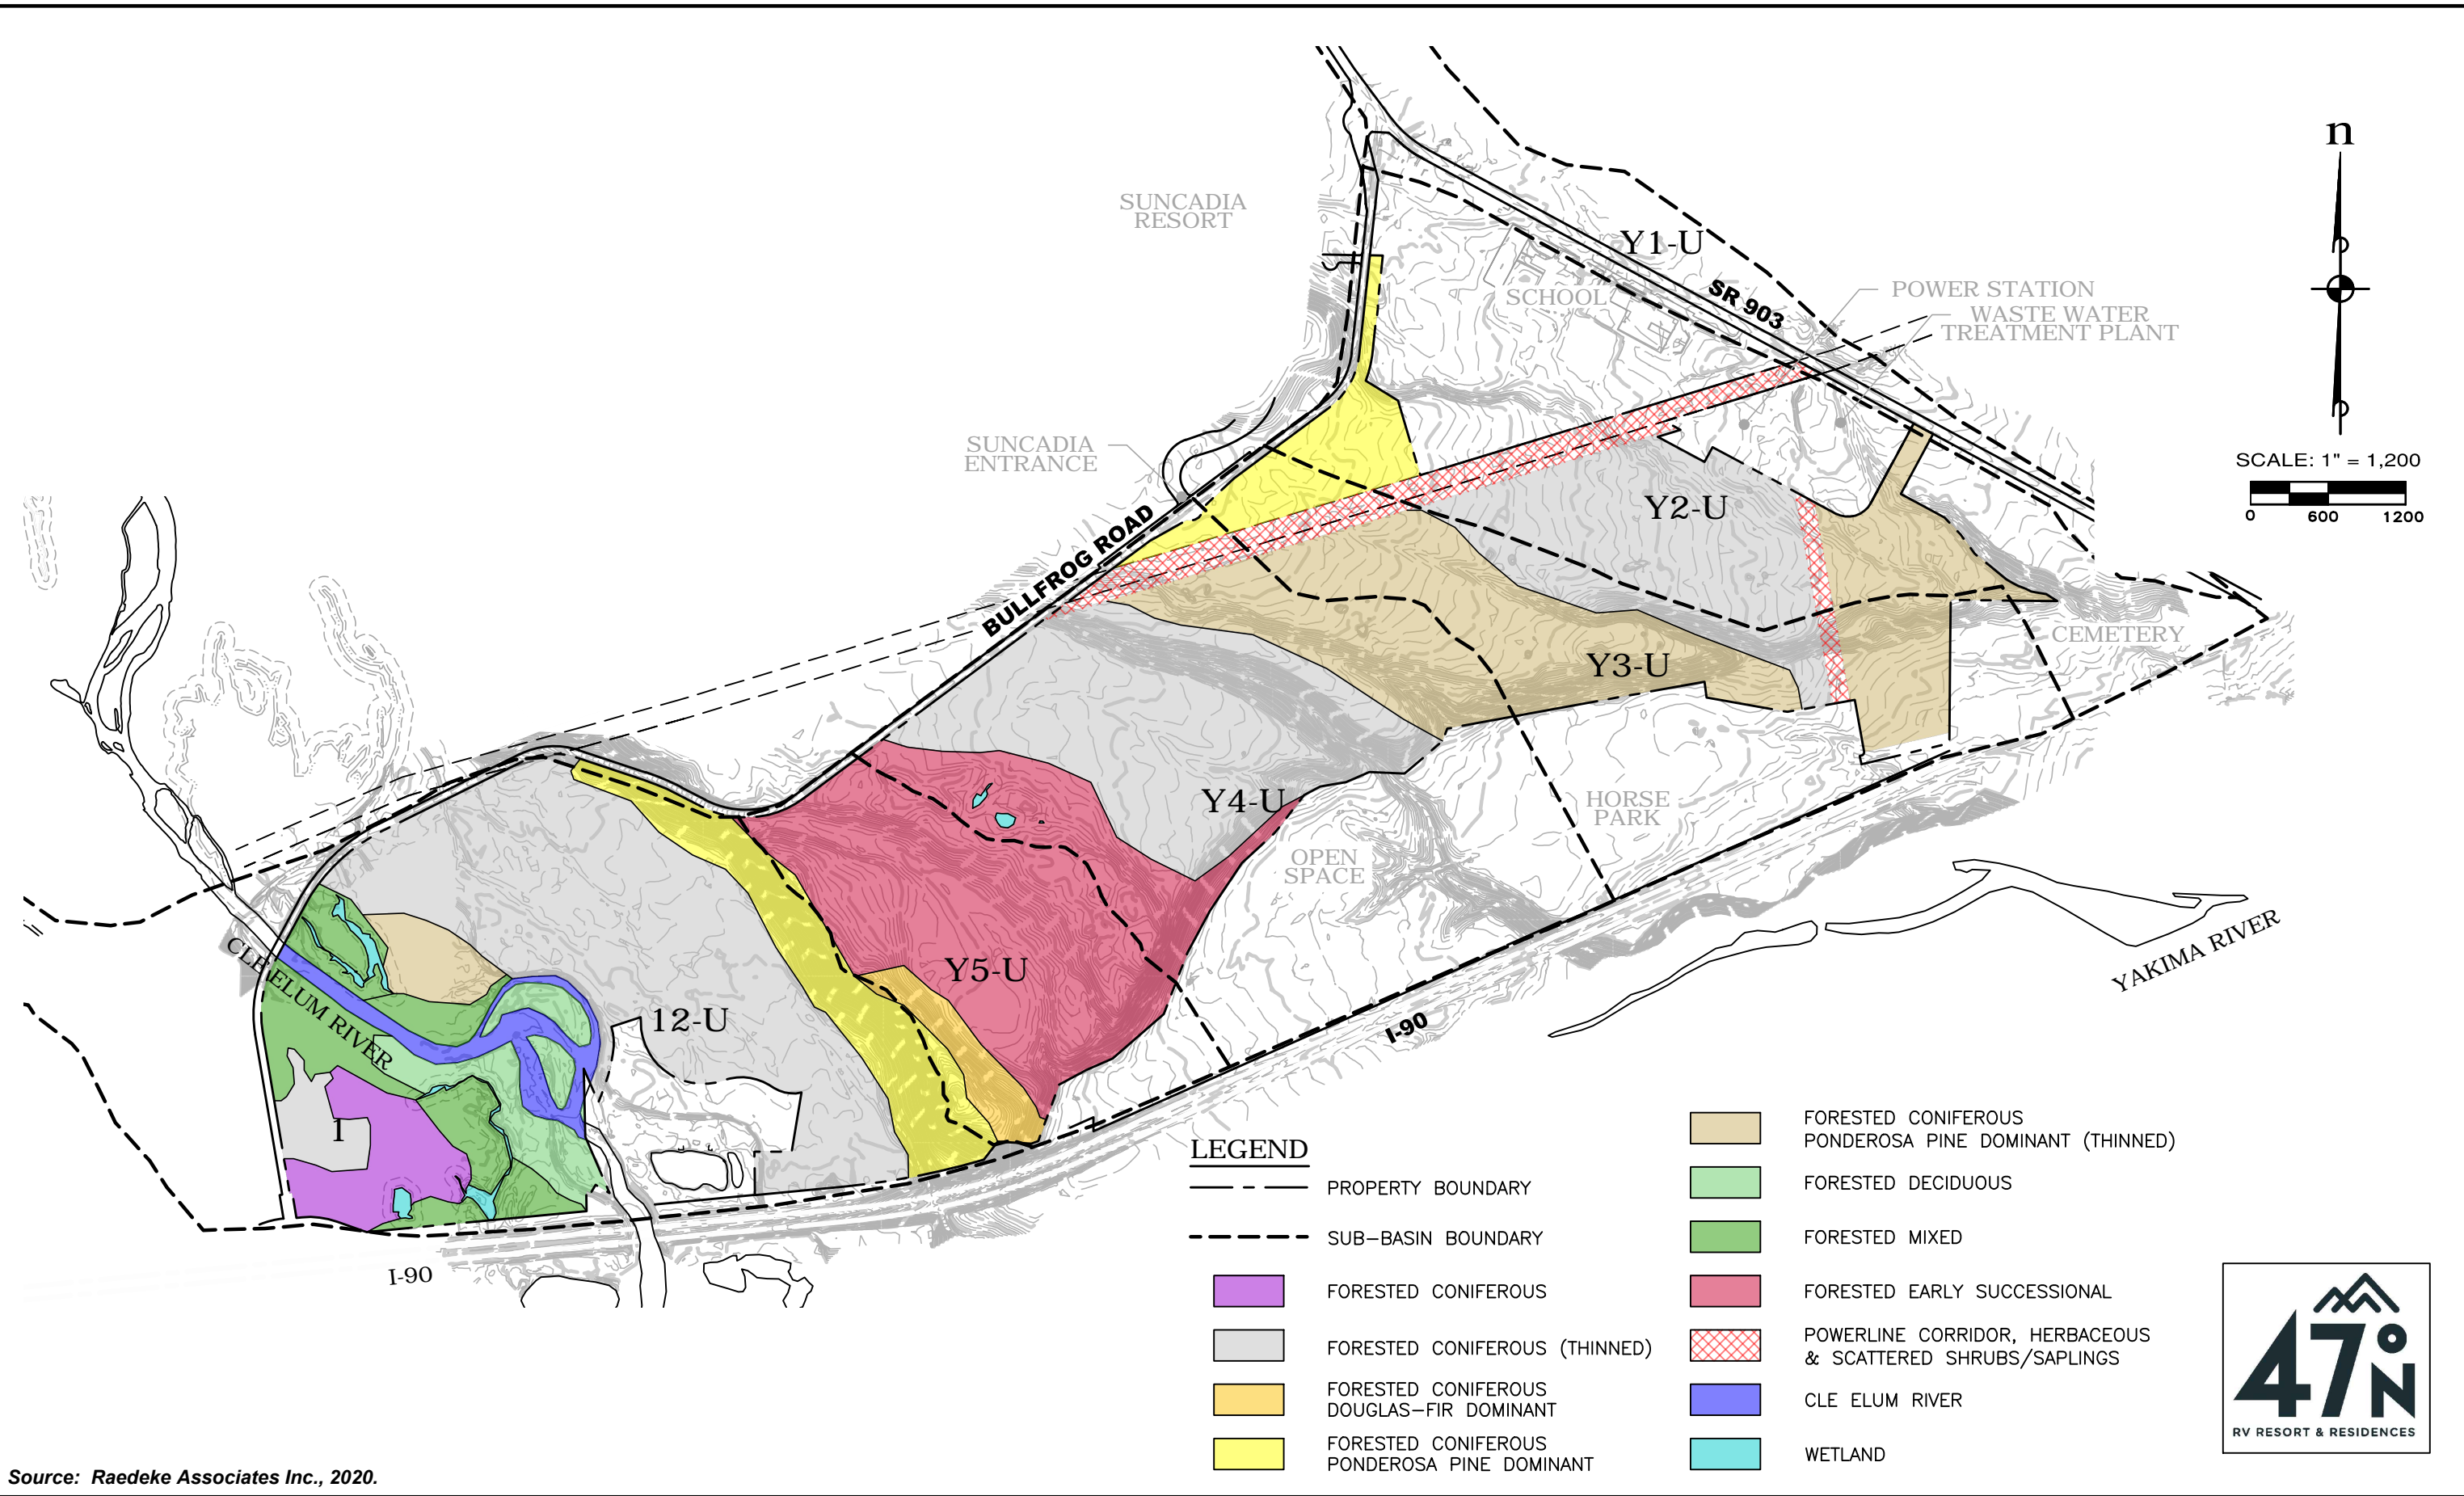 n
SUNCADIA
RESORT
Y1-U
SR 903
SCHOOL
POWER STATION
WASTE WATER
TREATMENT PLANT
SUNCADIA
ENTRANCE
SCALE: 1" = 1,200
0 600 1200
Y2-U
BULLFROG ROAD
CEMETERY
Y3-U
Y4-U
HORSE
PARK
OPEN
SPACE
YAKIMA RIVER
CLE ELUM RIVER
Y5-U
12-U
I-90
1
I-90
LEGEND
PROPERTY BOUNDARY
SUB-BASIN BOUNDARY
FORESTED CONIFEROUS
FORESTED CONIFEROUS (THINNED)
FORESTED CONIFEROUS
DOUGLAS-FIR DOMINANT
FORESTED CONIFEROUS
PONDEROSA PINE DOMINANT
FORESTED CONIFEROUS
PONDEROSA PINE DOMINANT (THINNED)
FORESTED DECIDUOUS
FORESTED MIXED
FORESTED EARLY SUCCESSIONAL
POWERLINE CORRIDOR, HERBACEOUS
& SCATTERED SHRUBS/SAPLINGS
CLE ELUM RIVER
WETLAND
47°N
RV RESORT & RESIDENCES
Source: Raedeke Associates Inc., 2020.